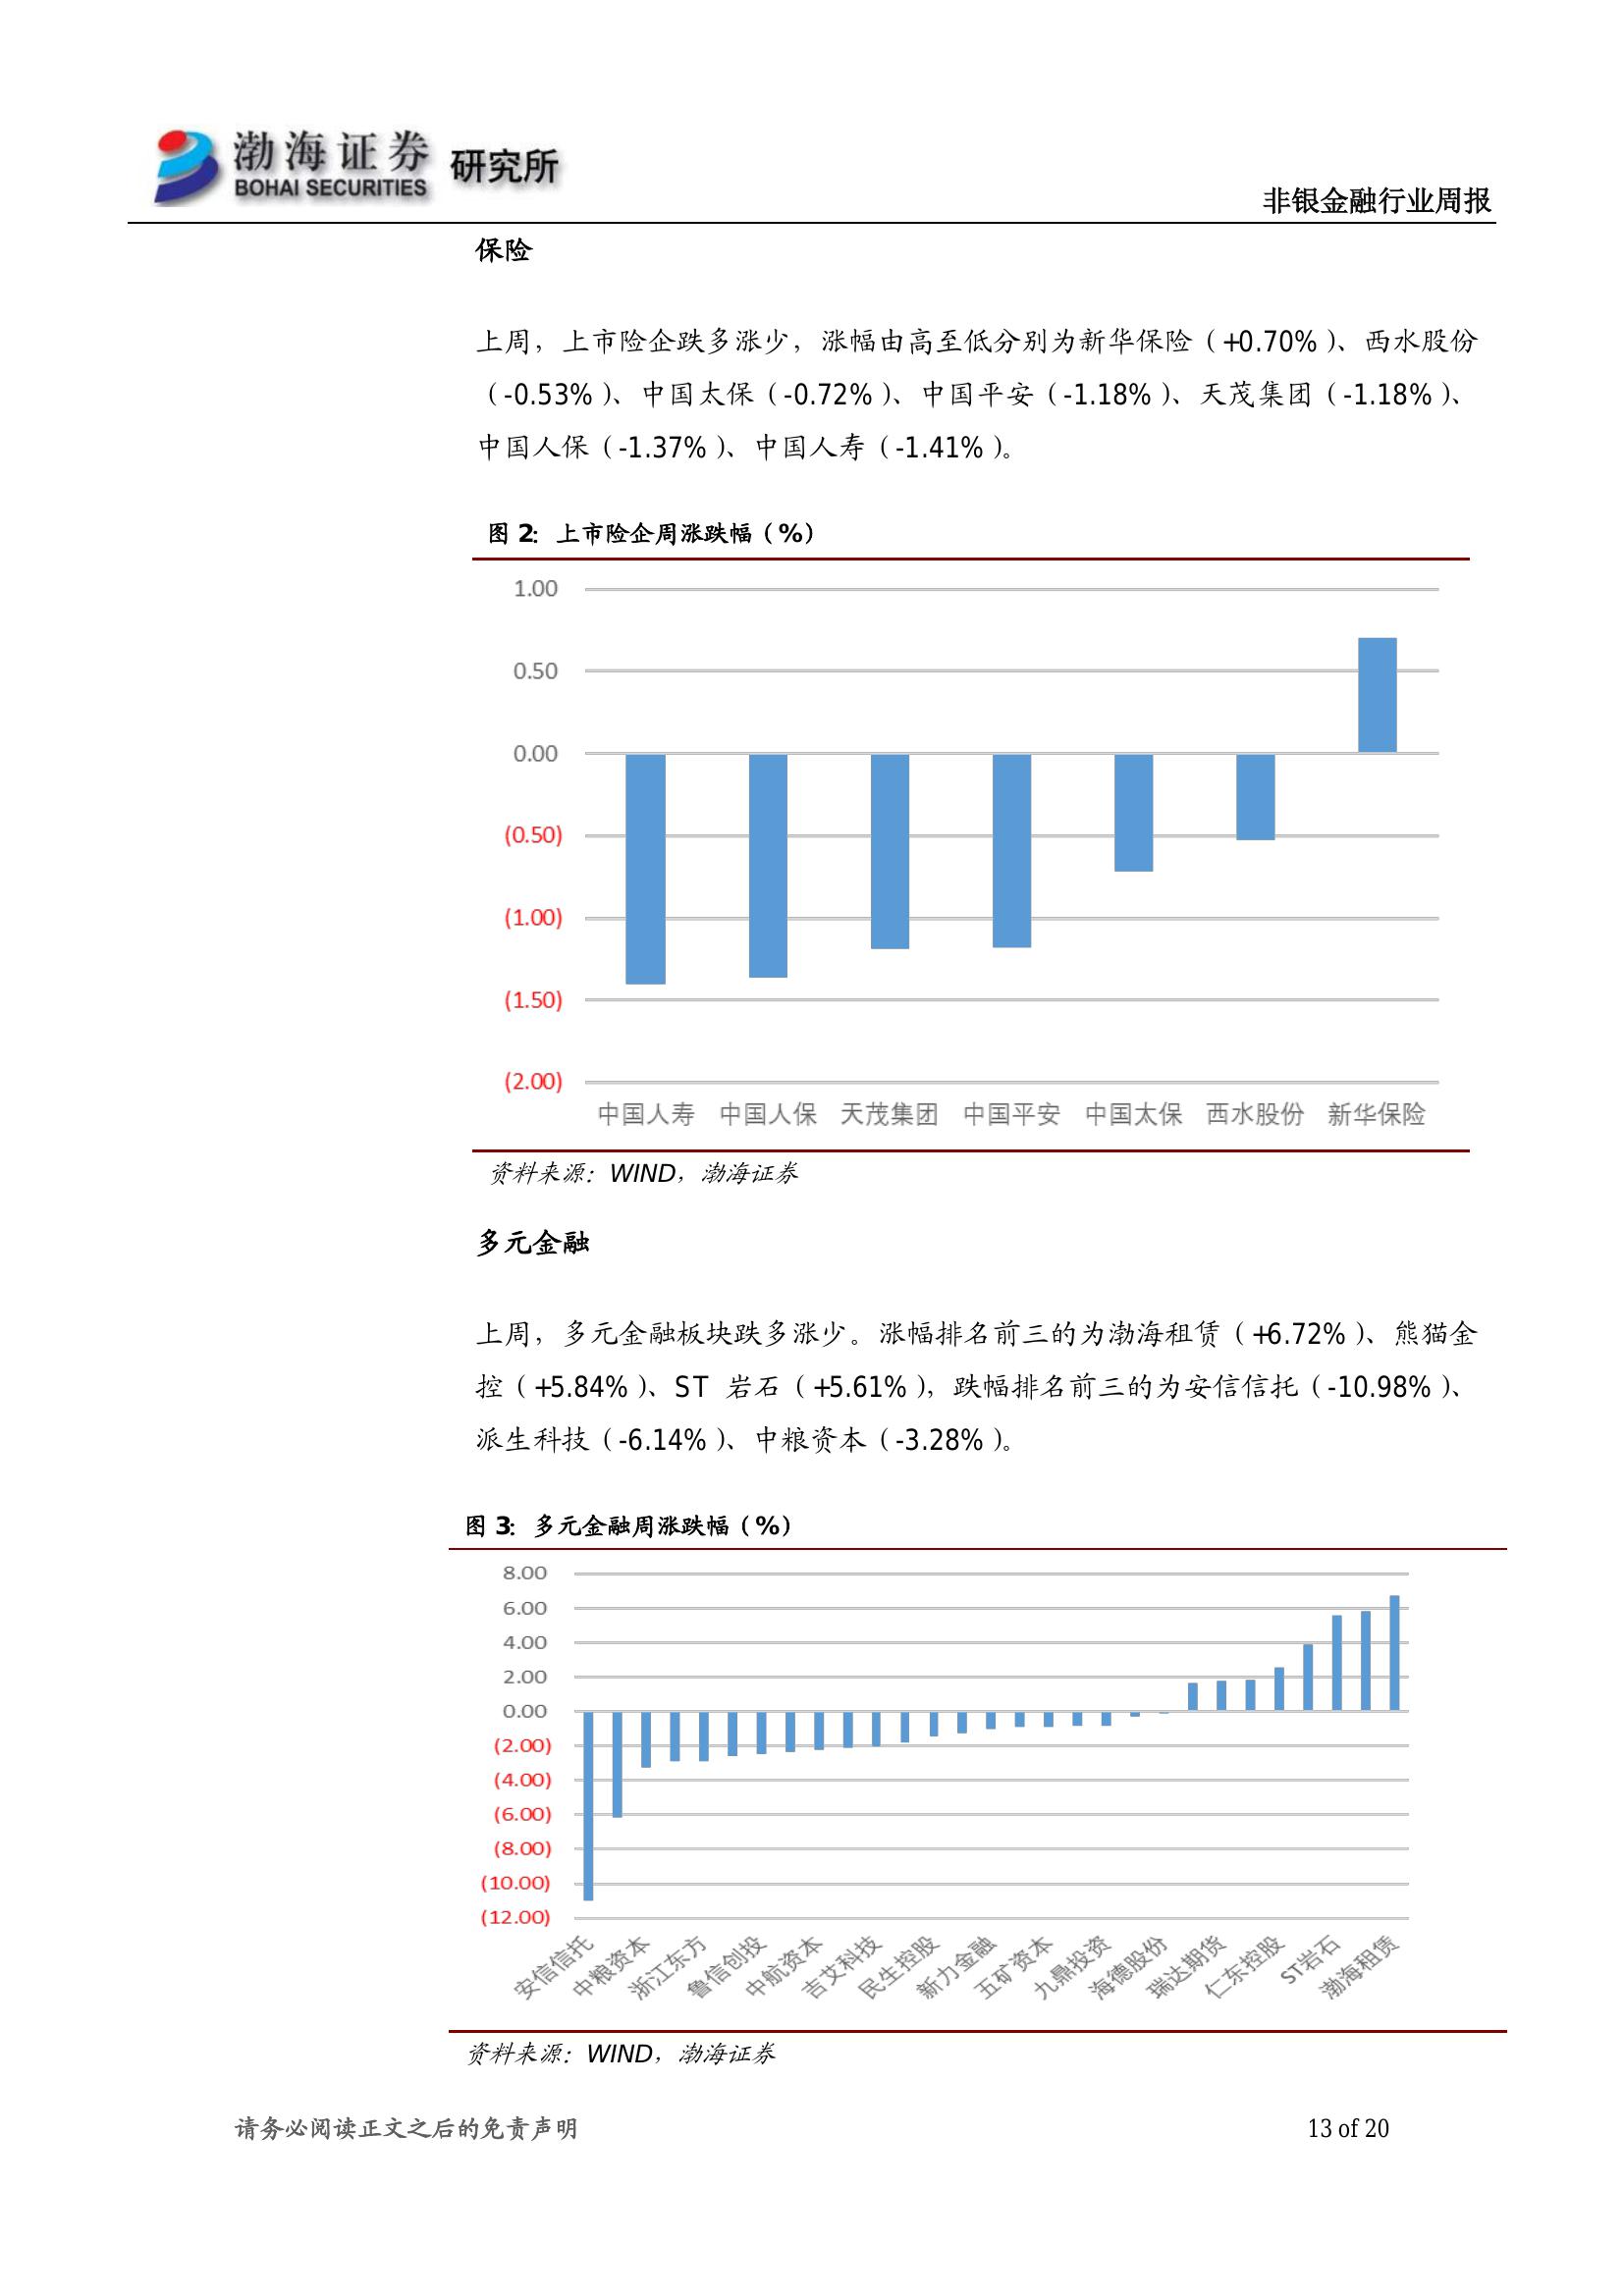 渤海证券 研究所
BOHAI SECURITIES
非银金融行业周报
保险
上周，上市险企跌多涨少，涨幅由高至低分别为新华保险（+0.70%）、西水股份
（-0.53%）、中国太保（-0.72%）、中国平安（-1.18%）、天茂集团（-1.18%）、
中国人保（-1.37%）、中国人寿（-1.41%）。
图 2：上市险企周涨跌幅（%）
1.00
0.50
0.00
(0.50)
(1.00)
(1.50)
(2.00)
中国人寿 中国人保 天茂集团 中国平安 中国太保 西水股份 新华保险
资料来源：WIND，渤海证券
多元金融
上周，多元金融板块跌多涨少。涨幅排名前三的为渤海租赁（+6.72%）、熊猫金
控（+5.84%）、ST 岩石（+5.61%），跌幅排名前三的为安信信托（-10.98%）、
派生科技（-6.14%）、中粮资本（-3.28%）。
图 3：多元金融周涨跌幅（%）
8.00
6.00
4.00
2.00
0.00
(2.00)
(4.00)
(6.00)
(8.00)
(10.00)
(12.00)
安信信托 中粮资本 浙江东方 鲁信创投 中航资本 吉艾科技 民生控股 新力金融 五矿资本 九鼎投资 海德股份 瑞达期货 仁东控股 ST岩石 渤海租赁
资料来源：WIND，渤海证券
请务必阅读正文之后的免责声明
13 of 20